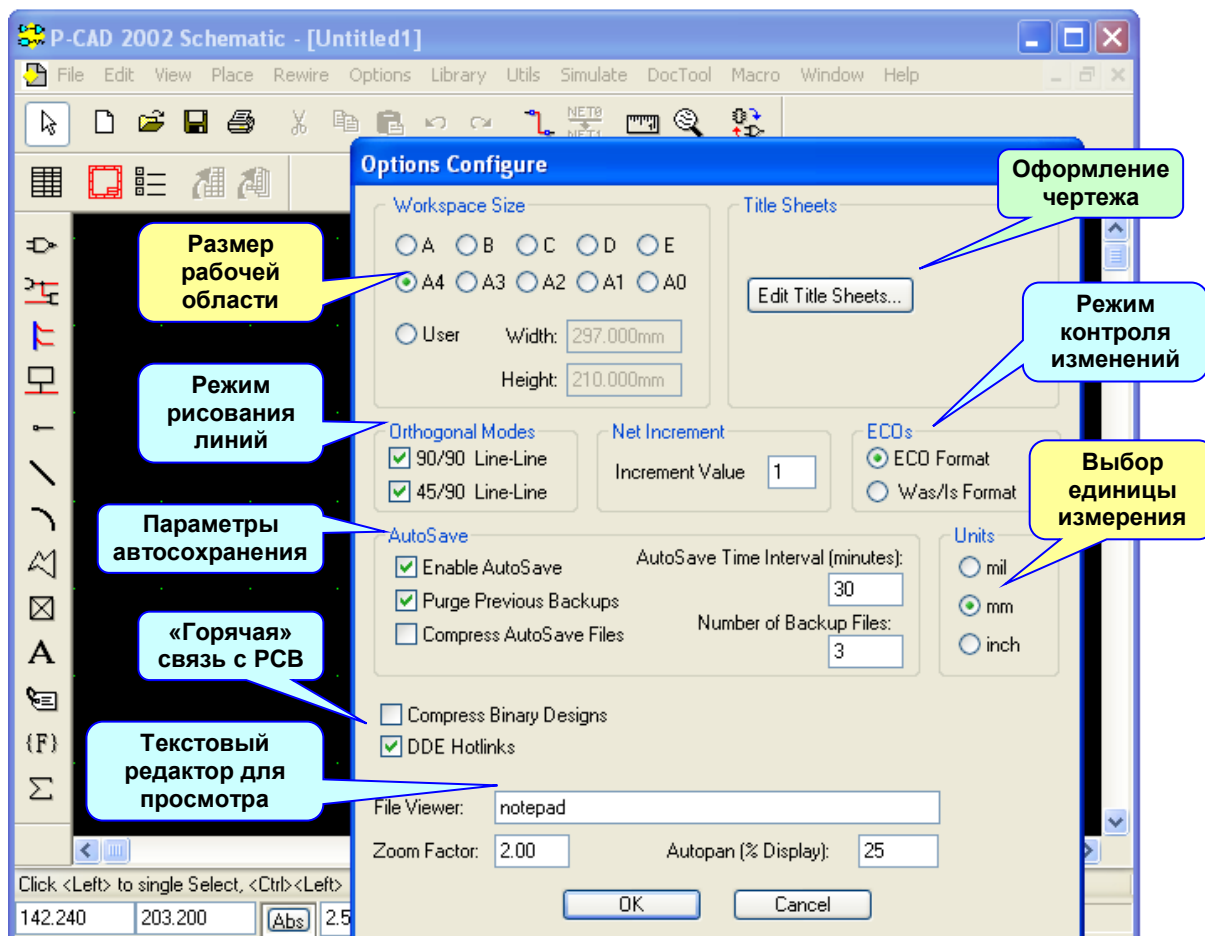 P-CAD 2002 Schematic - [Untitled1]
File Edit View Place Rewire Options Library Utils Simulate DocTool Macro Window Help
NET0
NET1
Options Configure
Оформление
чертежа
Workspace Size
Title Sheets
Размер
рабочей
области
A B C D E
A4 A3 A2 A1 A0
Edit Title Sheets...
User Width: 297.000mm
Height: 210.000mm
Режим
контроля
изменений
Режим
рисования
линий
Orthogonal Modes
90/90 Line-Line
45/90 Line-Line
Net Increment
Increment Value 1
ECOs
ECO Format
Was/Is Format
Выбор
единицы
измерения
Параметры
автосохранения
AutoSave
Enable AutoSave
Purge Previous Backups
Compress AutoSave Files
AutoSave Time Interval (minutes):
30
Number of Backup Files:
3
Units
mil
mm
inch
«Горячая»
связь с PCB
Compress Binary Designs
DDE Hotlinks
Текстовый
редактор для
просмотра
A
{F}
Σ
File Viewer: notepad
Zoom Factor: 2.00 Autopan (% Display): 25
OK Cancel
Click <Left> to single Select, <Ctrl><Left>
142.240 203.200 Abs 2.5